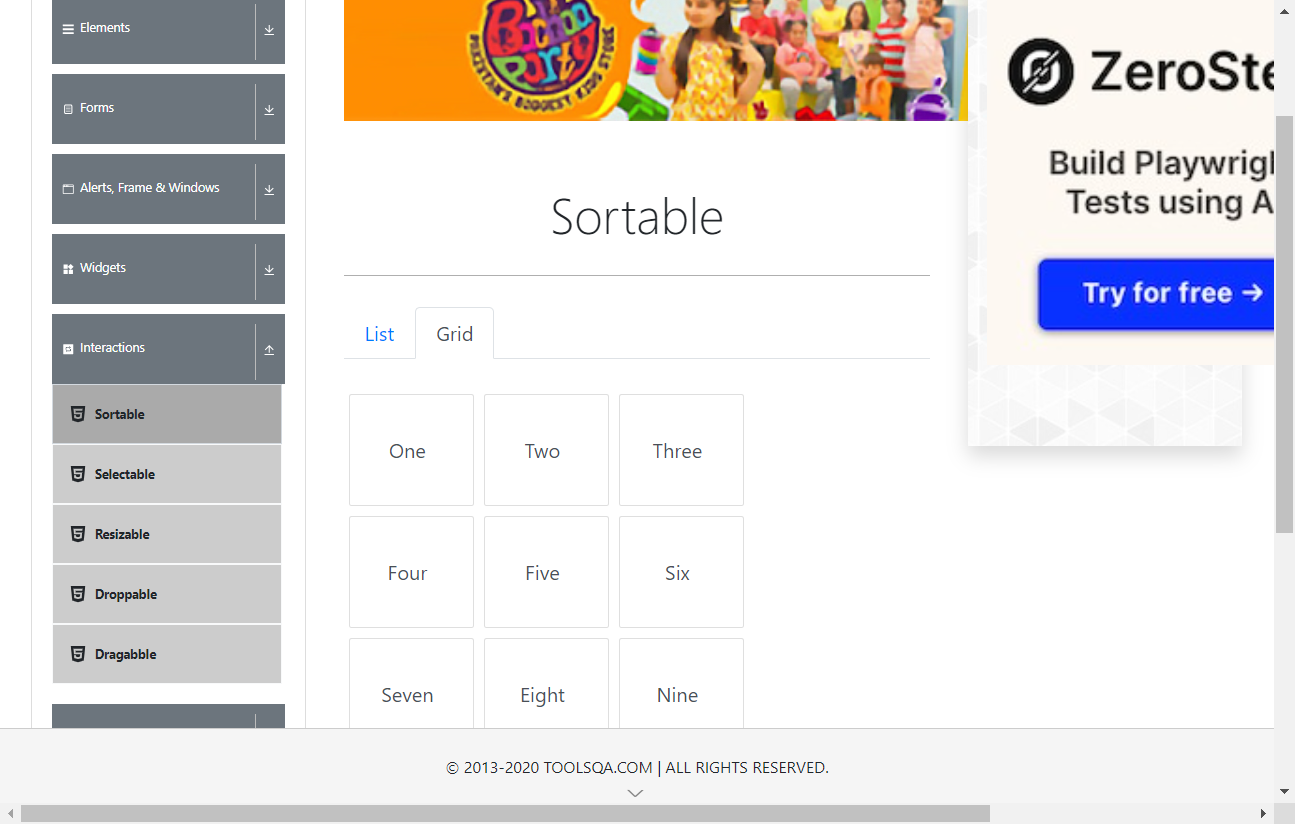 Elements
Forms
Alerts, Frame & Windows
Widgets
Interactions
Sortable
Selectable
Resizable
Droppable
Dragabble
Bachaa
Party
PAKISTAN'S BIGGEST KIDS STORE
Sortable
List
Grid
One
Two
Three
Four
Five
Six
Seven
Eight
Nine
ZeroSte
Build Playwrigh
Tests using A
Try for free →
© 2013-2020 TOOLSQA.COM | ALL RIGHTS RESERVED.